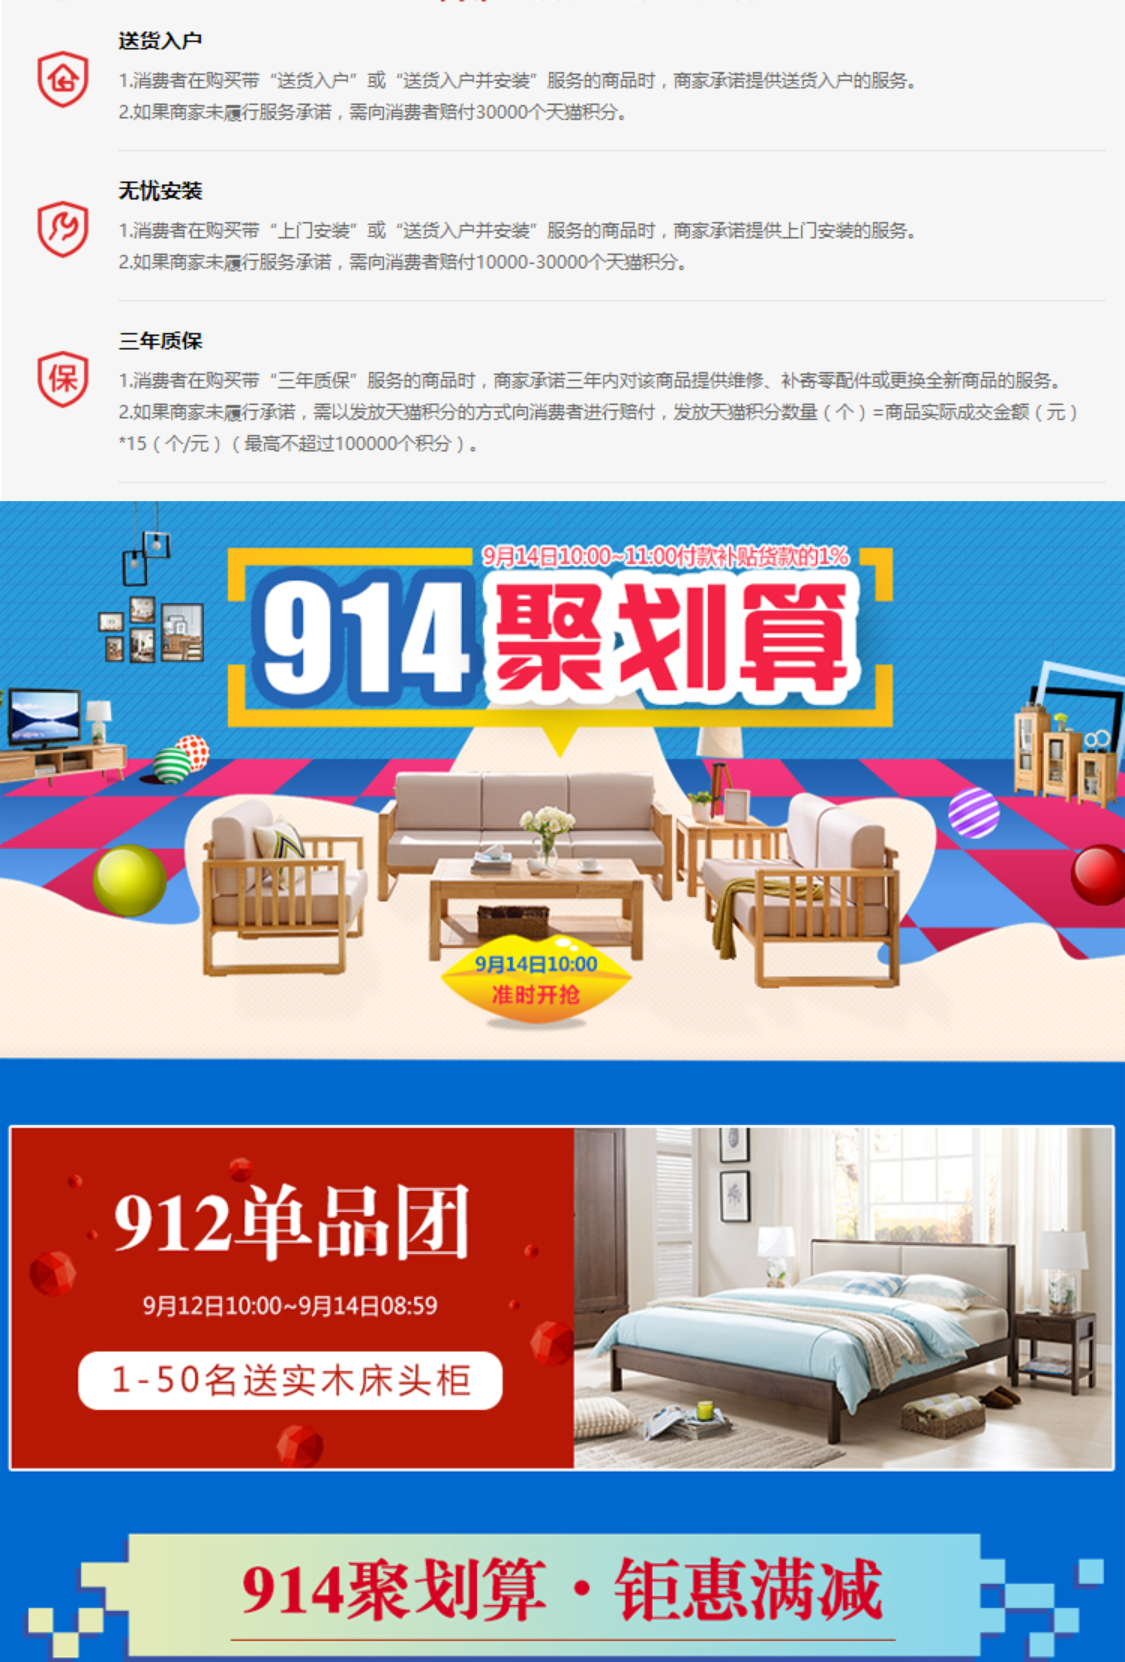 送货入户
1.消费者在购买带“送货入户”或“送货入户并安装”服务的商品时，商家承诺提供送货入户的服务。
2.如果商家未履行服务承诺，需向消费者赔付30000个天猫积分。
无忧安装
1.消费者在购买带“上门安装”或“送货入户并安装”服务的商品时，商家承诺提供上门安装的服务。
2.如果商家未履行服务承诺，需向消费者赔付10000-30000个天猫积分。
三年质保
保
1.消费者在购买带“三年质保”服务的商品时，商家承诺三年内对该商品提供维修、补寄零配件或更换全新商品的服务。
2.如果商家未履行承诺，需以发放天猫积分的方式向消费者进行赔付，发放天猫积分数量（个）=商品实际成交金额（元）
*15（个/元）（最高不超过100000个积分）。
9月14日10:00~11:00付款补贴货款的1%
914聚划算
9月14日10:00
准时开抢
912单品团
9月12日10:00~9月14日08:59
1-50名送实木床头柜
914聚划算·钜惠满减